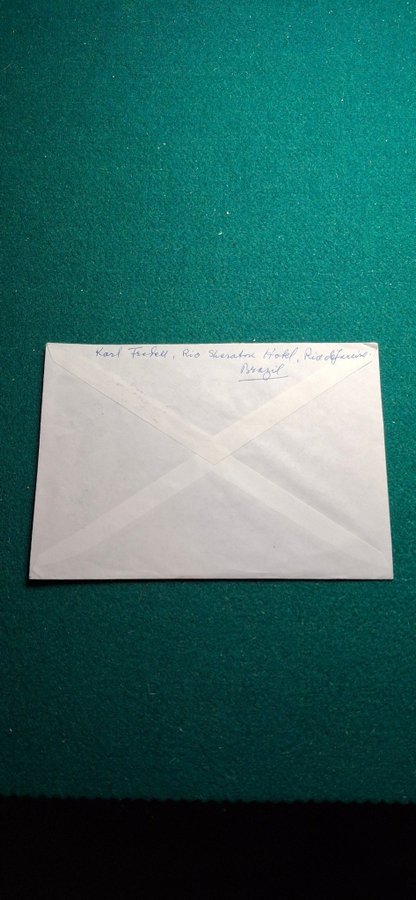 Karl Fredell, Rio Sheraton Hotel, Rio de Janeiro.
Brazil